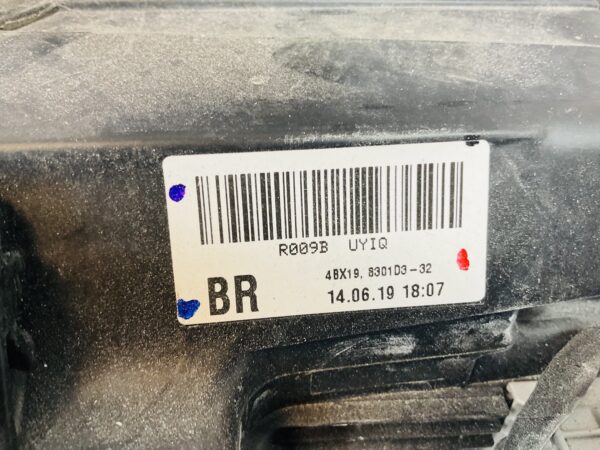 R009B UYIQ
4BX19, 8301D3-32
BR
14.06.19 18:07